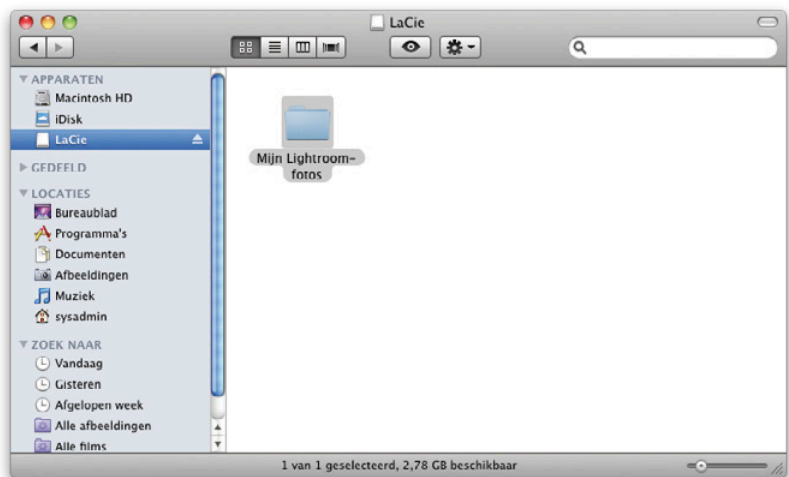 LaCie
APPARATEN
Macintosh HD
iDisk
LaCie
GEDEELD
LOCATIES
Bureaublad
Programma's
Documenten
Afbeeldingen
Muziek
sysadmin
ZOEK NAAR
Vandaag
Gisteren
Afgelopen week
Alle afbeeldingen
Alle films
Mijn Lightroom-
fotos
1 van 1 geselecteerd, 2,78 GB beschikbaar